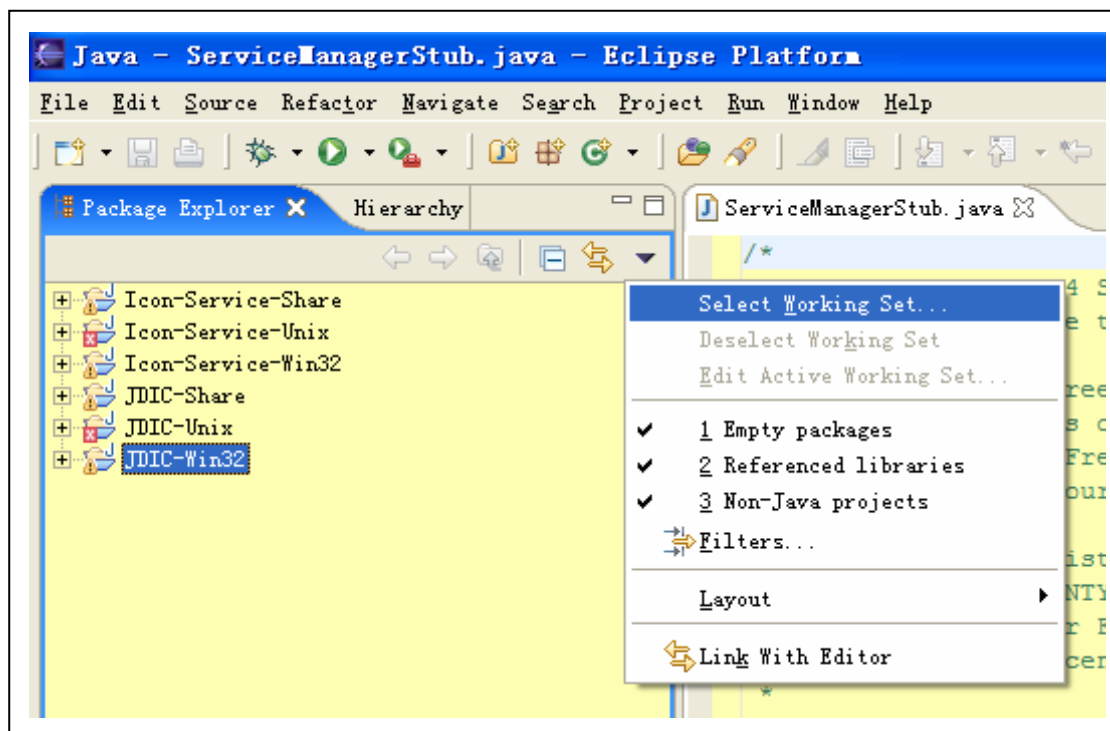 Java - ServiceManagerStub.java - Eclipse Platform
File Edit Source Refactor Navigate Search Project Run Window Help
Package Explorer Hierarchy
ServiceManagerStub.java
/*
Icon-Service-Share
Icon-Service-Unix
Icon-Service-Win32
JDIC-Share
JDIC-Unix
JDIC-Win32
Select Working Set...
Deselect Working Set
Edit Active Working Set...
1 Empty packages
2 Referenced libraries
3 Non-Java projects
Filters...
Layout
Link With Editor
*